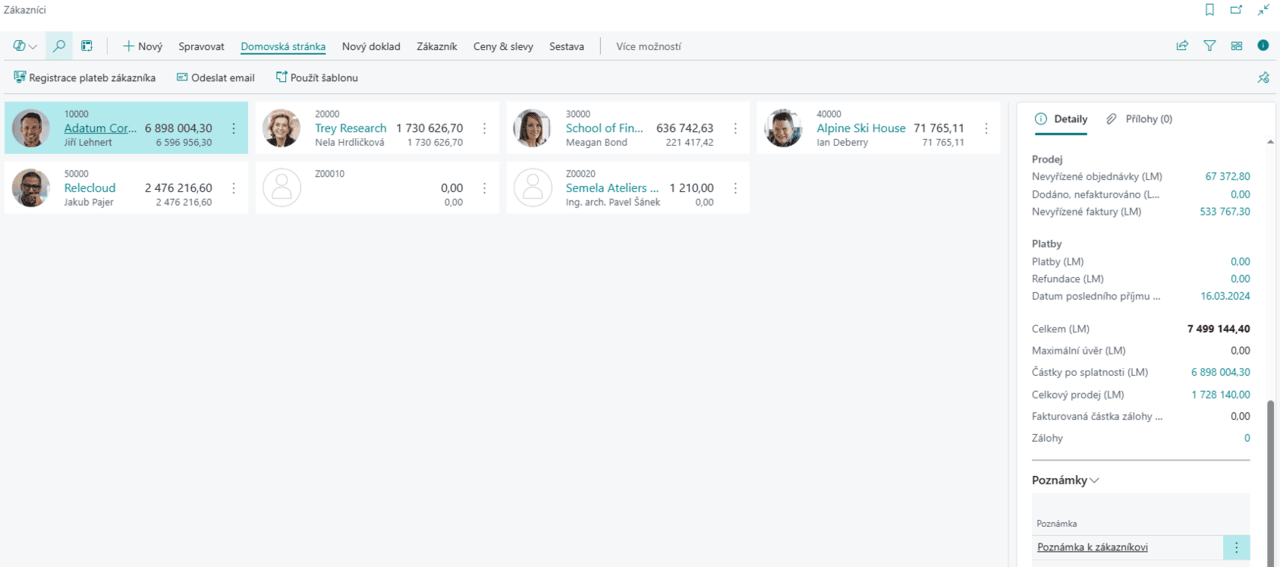 Zákazníci
Nový Spravovat Domovská stránka Nový doklad Zákazník Ceny & slevy Sestava Více možností
Registrace plateb zákazníka Odeslat email Použít šablonu
10000
Adatum Cor... 6 898 004,30
Jiří Lehnert 6 596 956,30
20000
Trey Research 1 730 626,70
Nela Hrdličková 1 730 626,70
30000
School of Fin... 636 742,63
Meagan Bond 221 417,42
40000
Alpine Ski House 71 765,11
Ian Deberry 71 765,11
50000
Relecloud 2 476 216,60
Jakub Pajer 2 476 216,60
Z00010
0,00
0,00
Z00020
Semela Ateliers ... 1 210,00
Ing. arch. Pavel Šánek 0,00
Detaily Přílohy (0)
Prodej
Nevyřízené objednávky (LM) 67 372,80
Dodáno, nefakturováno (L... 0,00
Nevyřízené faktury (LM) 533 767,30
Platby
Platby (LM) 0,00
Refundace (LM) 0,00
Datum posledního příjmu ... 16.03.2024
Celkem (LM) 7 499 144,40
Maximální úvěr (LM) 0,00
Částky po splatnosti (LM) 6 898 004,30
Celkový prodej (LM) 1 728 140,00
Fakturovaná částka zálohy ... 0,00
Zálohy 0
Poznámky
Poznámka
Poznámka k zákazníkovi